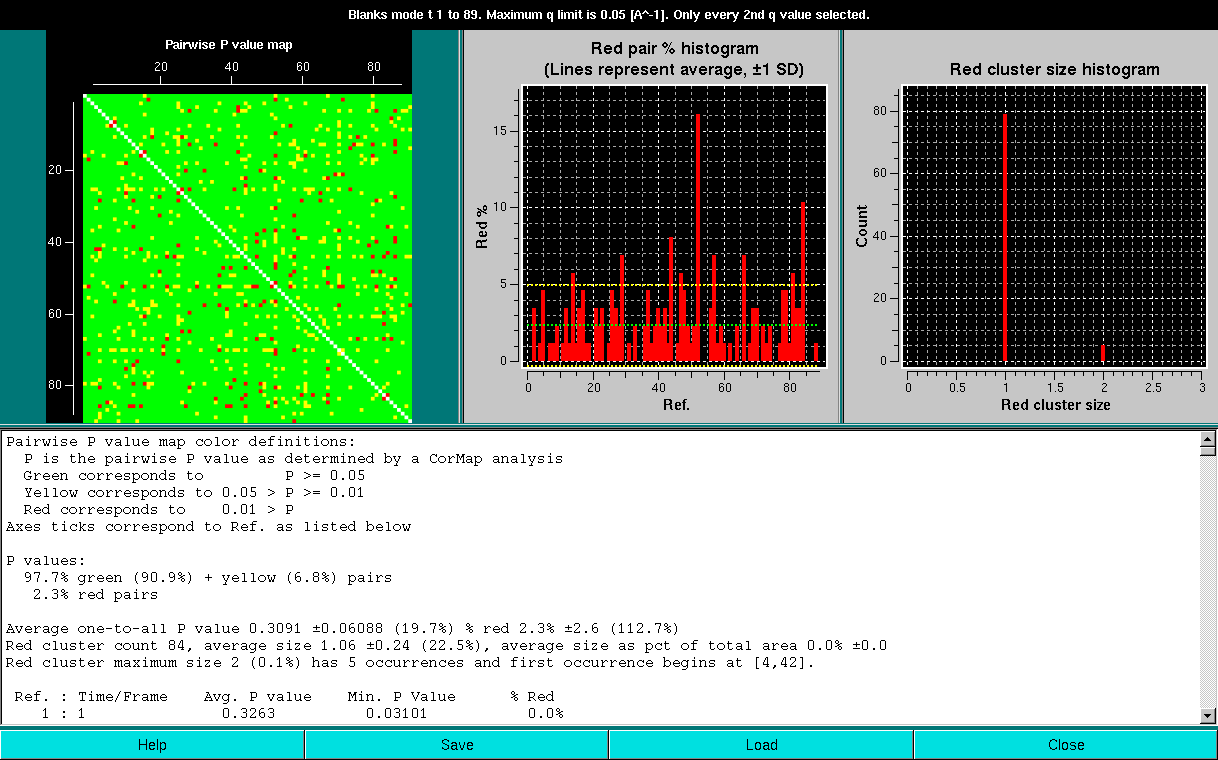 Blanks mode t 1 to 89. Maximum q limit is 0.05 [A^-1]. Only every 2nd q value selected.
Pairwise P value map
20 40 60 80
20
40
60
80
Red pair % histogram
(Lines represent average, ±1 SD)
Red %
15
10
5
0
0 20 40 60 80
Ref.
Red cluster size histogram
Count
80
60
40
20
0
0 0.5 1 1.5 2 2.5 3
Red cluster size
Pairwise P value map color definitions:
P is the pairwise P value as determined by a CorMap analysis
Green corresponds to P >= 0.05
Yellow corresponds to 0.05 > P >= 0.01
Red corresponds to 0.01 > P
Axes ticks correspond to Ref. as listed below
P values:
97.7% green (90.9%) + yellow (6.8%) pairs
2.3% red pairs
Average one-to-all P value 0.3091 ±0.06088 (19.7%) % red 2.3% ±2.6 (112.7%)
Red cluster count 84, average size 1.06 ±0.24 (22.5%), average size as pct of total area 0.0% ±0.0
Red cluster maximum size 2 (0.1%) has 5 occurrences and first occurrence begins at [4,42].
Ref. : Time/Frame Avg. P value Min. P Value % Red
1 : 1 0.3263 0.03101 0.0%
Help Save Load Close